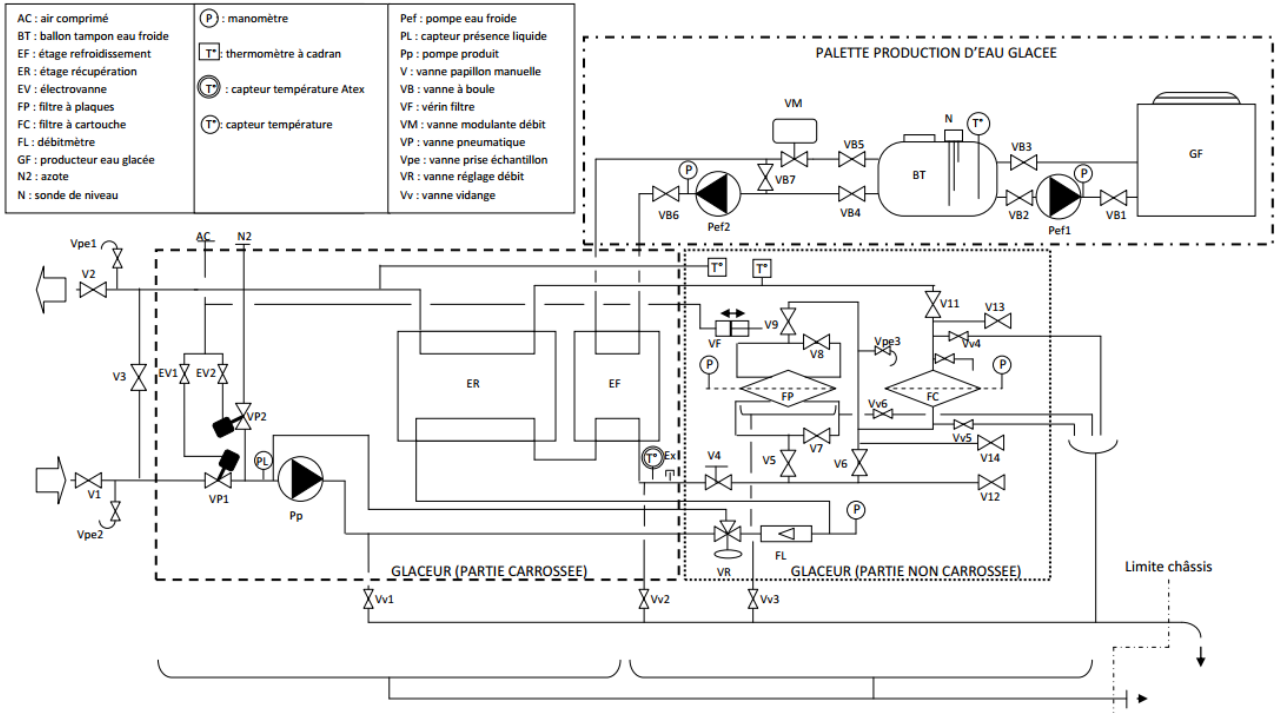 AC : air comprimé
BT : ballon tampon eau froide
EF : étage refroidissement
ER : étage récupération
EV : électrovanne
FP : filtre à plaques
FC : filtre à cartouche
FL : débitmètre
GF : producteur eau glacée
N2 : azote
N : sonde de niveau
P : manomètre
T° : thermomètre à cadran
T° : capteur température Atex
T° : capteur température
Pef : pompe eau froide
PL : capteur présence liquide
Pp : pompe produit
V : vanne papillon manuelle
VB : vanne à boule
VF : vérin filtre
VM : vanne modulante débit
VP : vanne pneumatique
Vpe : vanne prise échantillon
VR : vanne réglage débit
Vv : vanne vidange
PALETTE PRODUCTION D'EAU GLACEE
VM
N
T°
VB5
VB3
GF
BT
P
VB7
P
VB6
VB4
VB2
VB1
Pef2
Pef1
Vpe1
AC
N2
V2
T°
T°
V11
V13
V9
VF
Vv4
V8
Vpe3
V3
EV1
EV2
ER
EF
P
P
FP
FC
VP2
Vv6
V7
Vv5
PL
T°
Ex
V4
V5
V6
V14
V1
VP1
V12
Vpe2
Pp
P
FL
VR
GLACEUR (PARTIE CARROSSEE)
GLACEUR (PARTIE NON CARROSSEE)
Limite châssis
Vv1
Vv2
Vv3